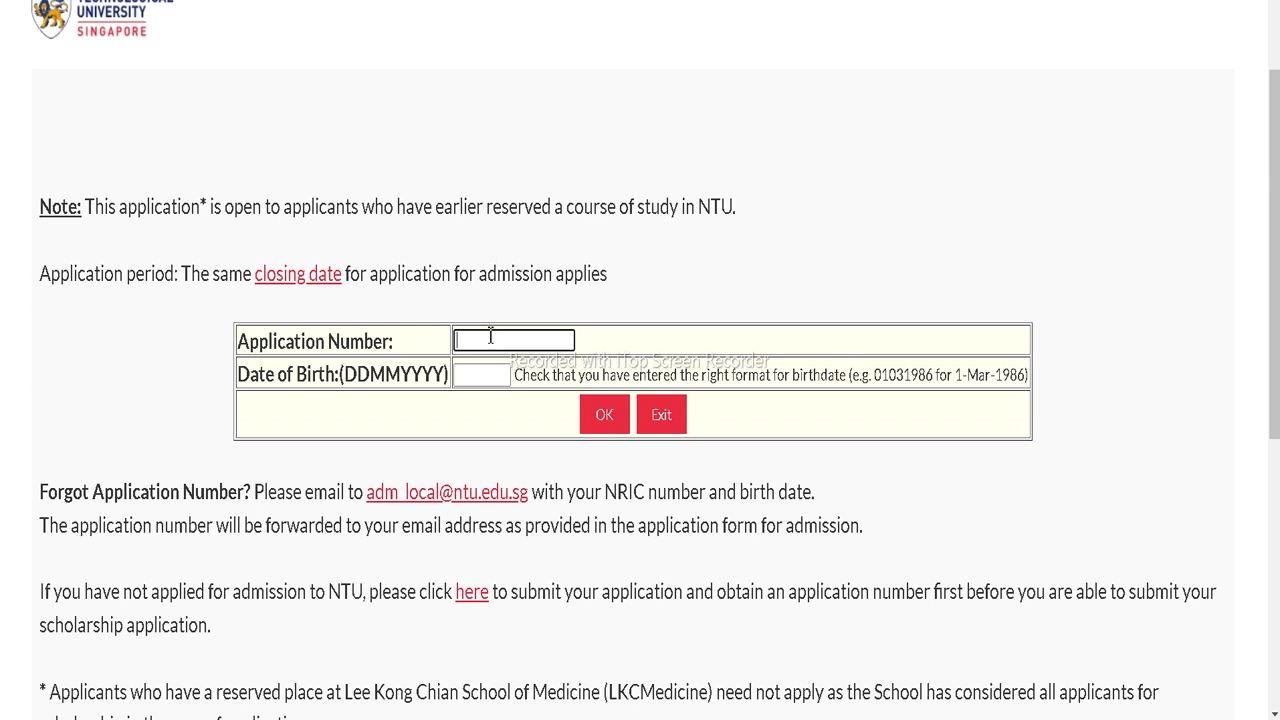 UNIVERSITY
SINGAPORE
Note: This application* is open to applicants who have earlier reserved a course of study in NTU.
Application period: The same closing date for application for admission applies
Application Number:
Recorded with iTop Screen Recorder
Date of Birth:(DDMMYYYY) Check that you have entered the right format for birthdate (e.g. 01031986 for 1-Mar-1986)
OK Exit
Forgot Application Number? Please email to adm_local@ntu.edu.sg with your NRIC number and birth date.
The application number will be forwarded to your email address as provided in the application form for admission.
If you have not applied for admission to NTU, please click here to submit your application and obtain an application number first before you are able to submit your
scholarship application.
* Applicants who have a reserved place at Lee Kong Chian School of Medicine (LKCMedicine) need not apply as the School has considered all applicants for